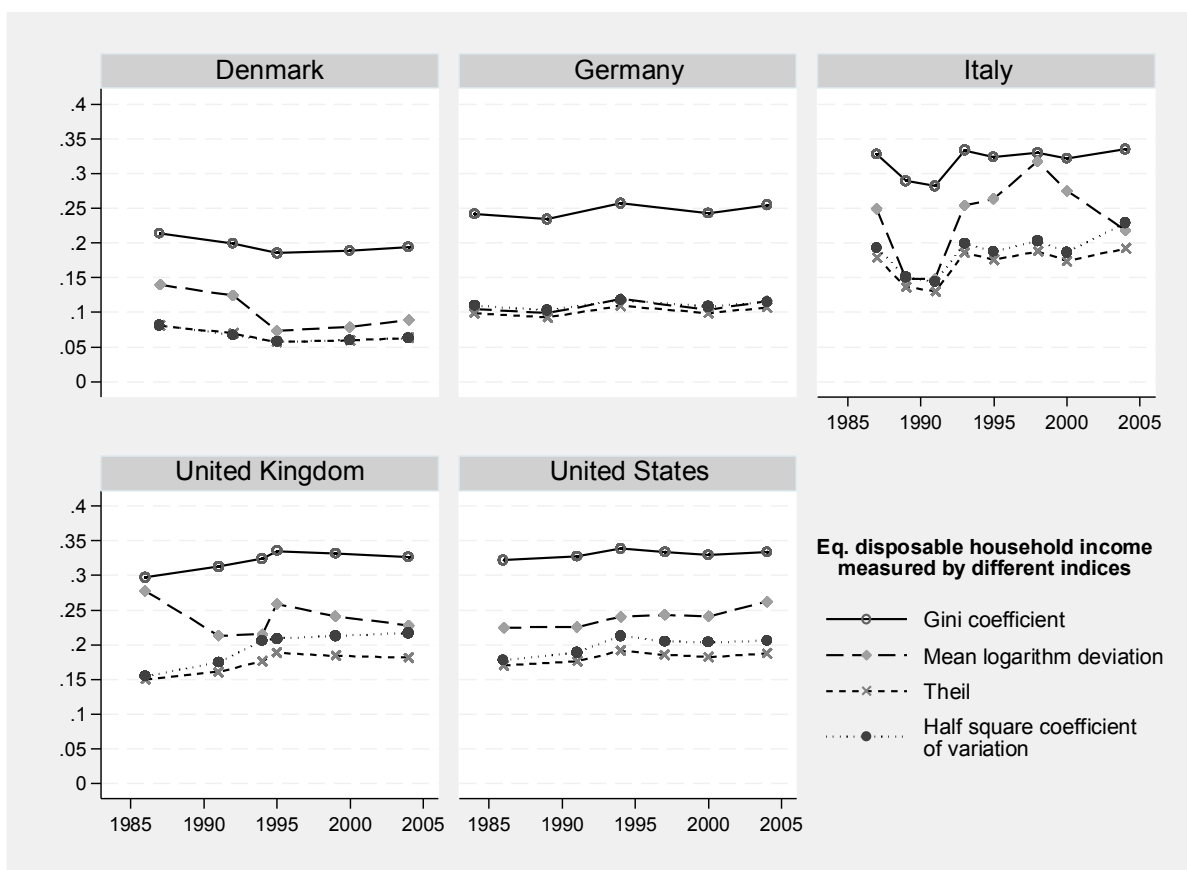 Denmark
Germany
Italy
.4
.35
.3
.25
.2
.15
.1
.05
0
1985 1990 1995 2000 2005
United Kingdom
United States
.4
.35
.3
.25
.2
.15
.1
.05
0
1985 1990 1995 2000 2005
1985 1990 1995 2000 2005
Eq. disposable household income
measured by different indices
Gini coefficient
Mean logarithm deviation
Theil
Half square coefficient
of variation